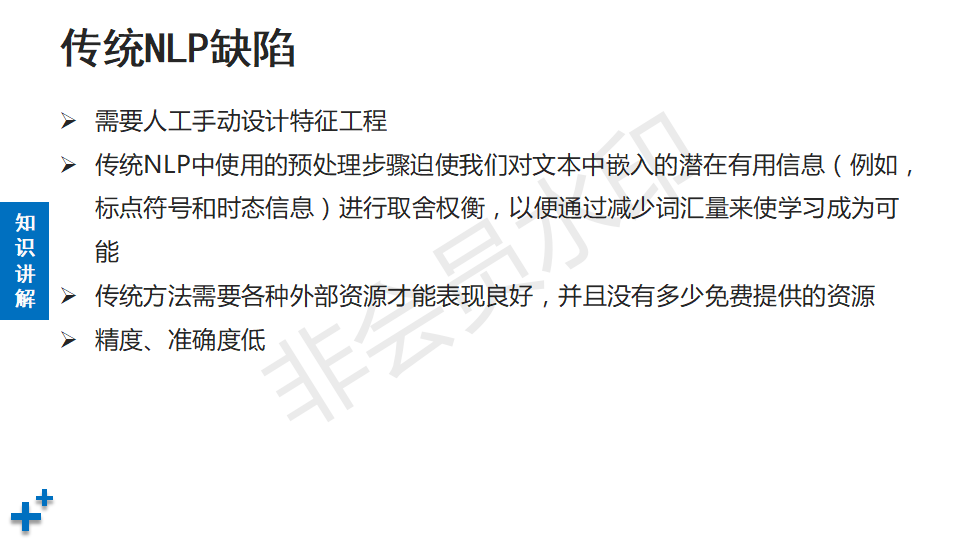 传统NLP缺陷
➢ 需要人工手动设计特征工程
➢ 传统NLP中使用的预处理步骤迫使我们对文本中嵌入的潜在有用信息（例如，
标点符号和时态信息）进行取舍权衡，以便通过减少词汇量来使学习成为可
能
➢ 传统方法需要各种外部资源才能表现良好，并且没有多少免费提供的资源
➢ 精度、准确度低
知
识
讲
解
非会员水印